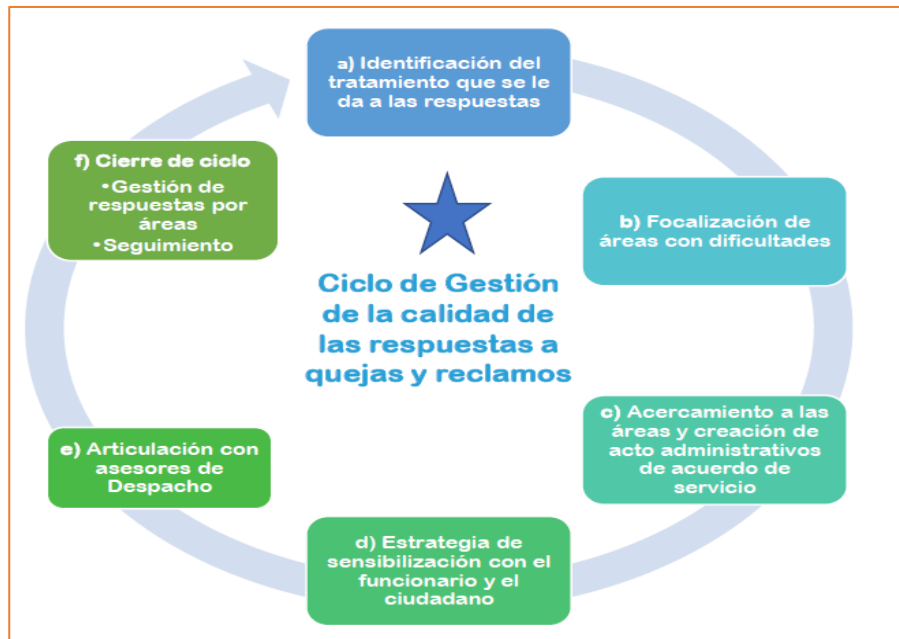 a) Identificación del
tratamiento que se le
da a las respuestas
b) Focalización de
áreas con dificultades
c) Acercamiento a las
áreas y creación de
acto administrativos
de acuerdo de
servicio
d) Estrategia de
sensibilización con el
funcionario y el
ciudadano
e) Articulación con
asesores de
Despacho
f) Cierre de ciclo
•Gestión de
respuestas por
áreas
•Seguimiento
Ciclo de Gestión
de la calidad de
las respuestas a
quejas y reclamos